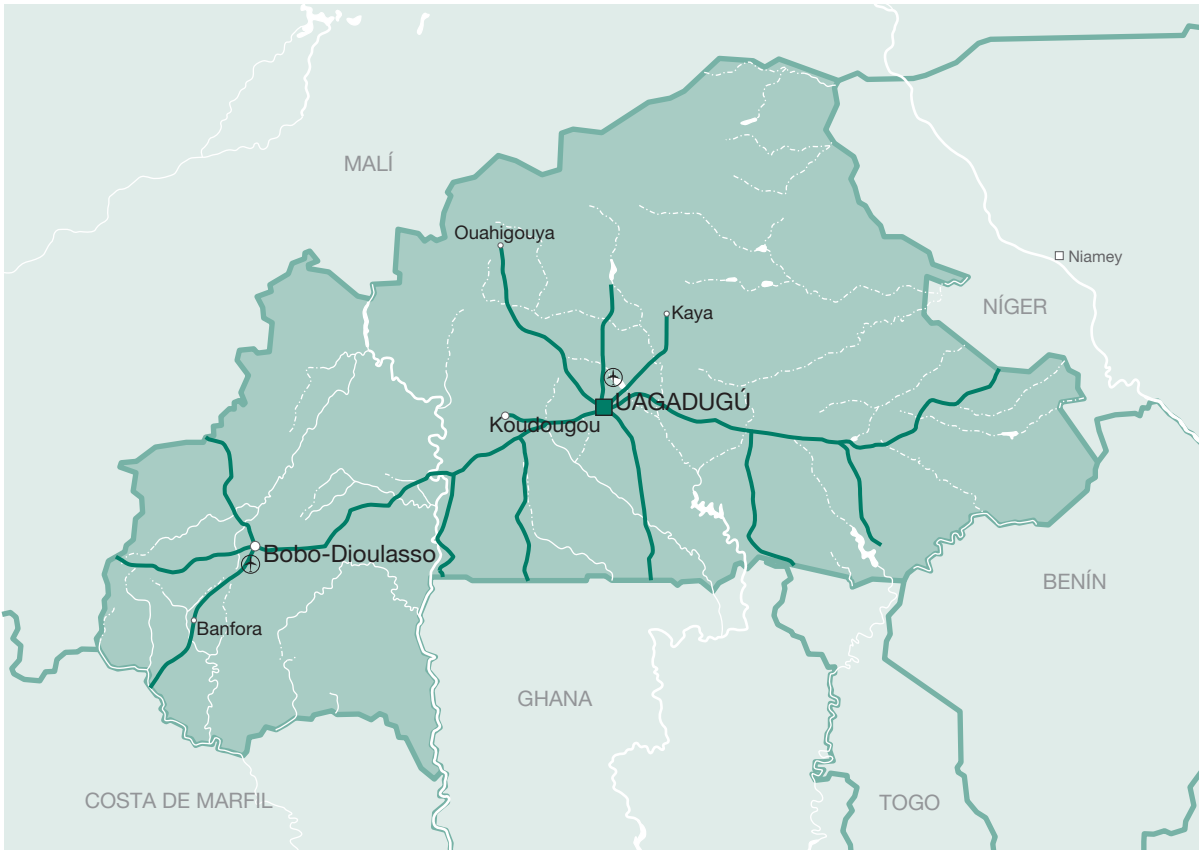 MALÍ
Ouahigouya
Niamey
NÍGER
Kaya
UAGADUGÚ
Koudougou
Bobo-Dioulasso
BENÍN
Banfora
GHANA
COSTA DE MARFIL
TOGO